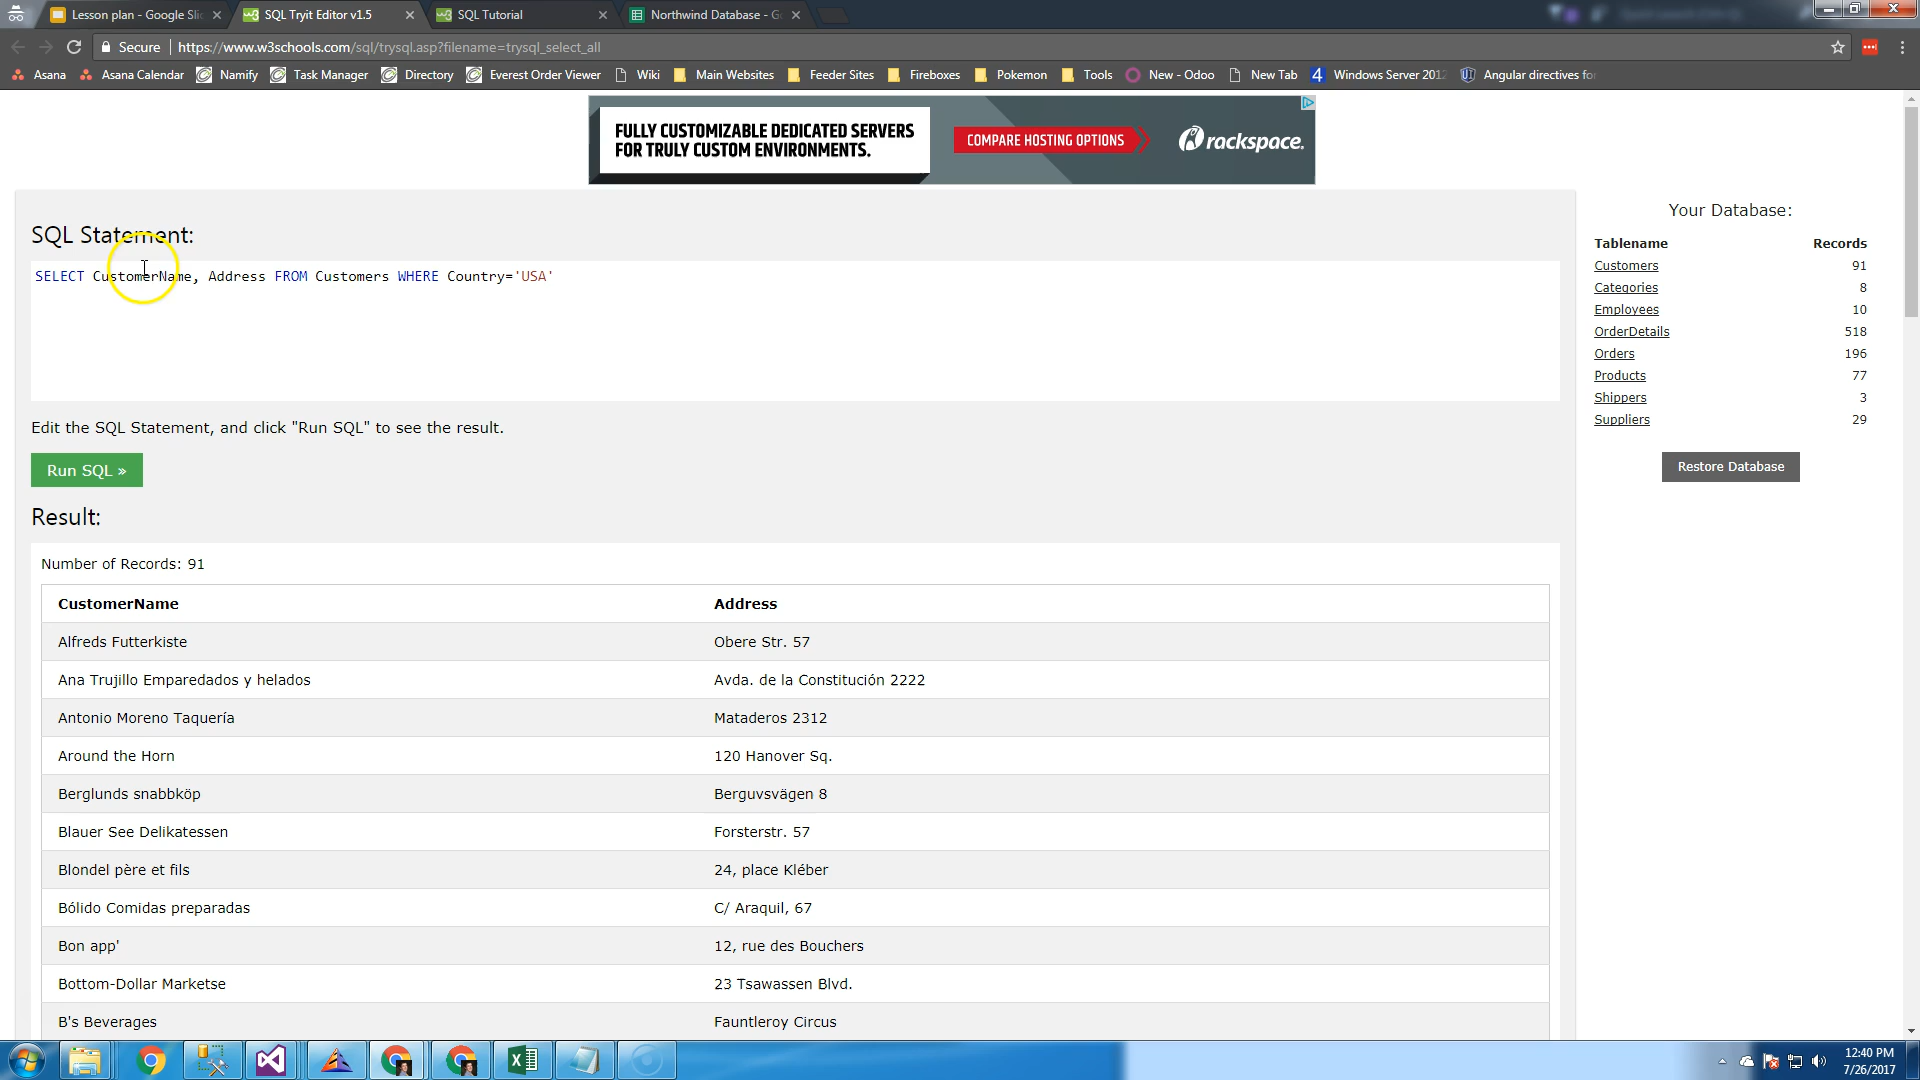 Lesson plan - Google Slic
SQL Tryit Editor v1.5
SQL Tutorial
Northwind Database - G
Secure
https://www.w3schools.com/sql/trysql.asp?filename=trysql_select_all
Asana
Asana Calendar
Namify
Task Manager
Directory
Everest Order Viewer
Wiki
Main Websites
Feeder Sites
Fireboxes
Pokemon
Tools
New - Odoo
New Tab
4 Windows Server 2012
Angular directives for
FULLY CUSTOMIZABLE DEDICATED SERVERS
FOR TRULY CUSTOM ENVIRONMENTS.
COMPARE HOSTING OPTIONS
rackspace.
SQL Statement:
SELECT CustomerName, Address FROM Customers WHERE Country='USA'
Edit the SQL Statement, and click "Run SQL" to see the result.
Run SQL »
Result:
Number of Records: 91
CustomerName Address
Alfreds Futterkiste Obere Str. 57
Ana Trujillo Emparedados y helados Avda. de la Constitución 2222
Antonio Moreno Taquería Mataderos 2312
Around the Horn 120 Hanover Sq.
Berglunds snabbköp Berguvsvägen 8
Blauer See Delikatessen Forsterstr. 57
Blondel père et fils 24, place Kléber
Bólido Comidas preparadas C/ Araquil, 67
Bon app' 12, rue des Bouchers
Bottom-Dollar Marketse 23 Tsawassen Blvd.
B's Beverages Fauntleroy Circus
Your Database:
Tablename Records
Customers 91
Categories 8
Employees 10
OrderDetails 518
Orders 196
Products 77
Shippers 3
Suppliers 29
Restore Database
12:40 PM
7/26/2017